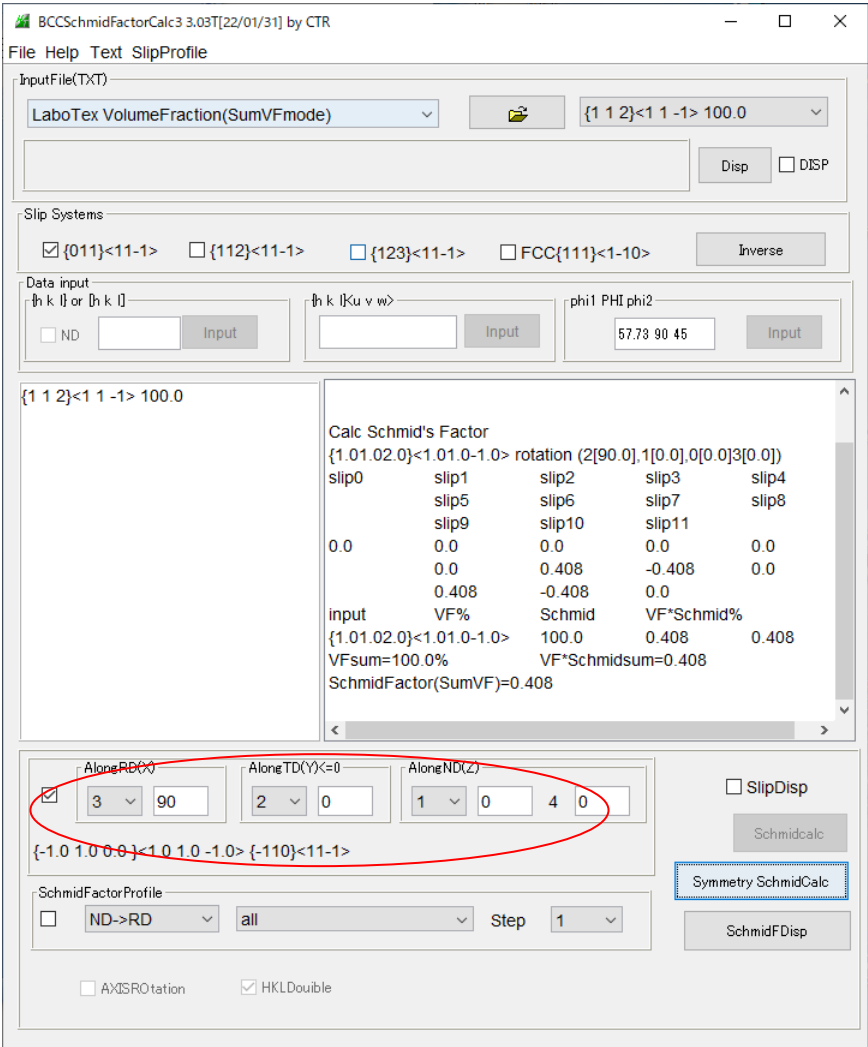 BCCSchmidFactorCalc3 3.03T[22/01/31] by CTR
File Help Text SlipProfile
InputFile(TXT)
LaboTex VolumeFraction(SumVFmode)
{1 1 2}<1 1 -1> 100.0
Disp
DISP
Slip Systems
{011}<11-1>
{112}<11-1>
{123}<11-1>
FCC{111}<1-10>
Inverse
Data input
{h k l} or [h k l]
ND
Input
{h k l}<u v w>
Input
phi1 PHI phi2
57.73 90 45
Input
{1 1 2}<1 1 -1> 100.0
Calc Schmid's Factor
{1.01.02.0}<1.01.0-1.0> rotation (2[90.0],1[0.0],0[0.0]3[0.0])
slip0 slip1 slip2 slip3 slip4
slip5 slip6 slip7 slip8
slip9 slip10 slip11
0.0 0.0 0.0 0.0 0.0
0.0 0.408 -0.408 0.0
0.408 -0.408 0.0
input VF% Schmid VF*Schmid%
{1.01.02.0}<1.01.0-1.0> 100.0 0.408 0.408
VFsum=100.0% VF*Schmidsum=0.408
SchmidFactor(SumVF)=0.408
AlongRD(X)
3 90
AlongTD(Y)<=0
2 0
AlongND(Z)
1 0 4 0
{-1.0 1.0 0.0 }<1.0 1.0 -1.0> {-110}<11-1>
SlipDisp
Schmidcalc
Symmetry SchmidCalc
SchmidFDisp
SchmidFactorProfile
ND->RD
all
Step 1
AXISROtation
HKLDouible